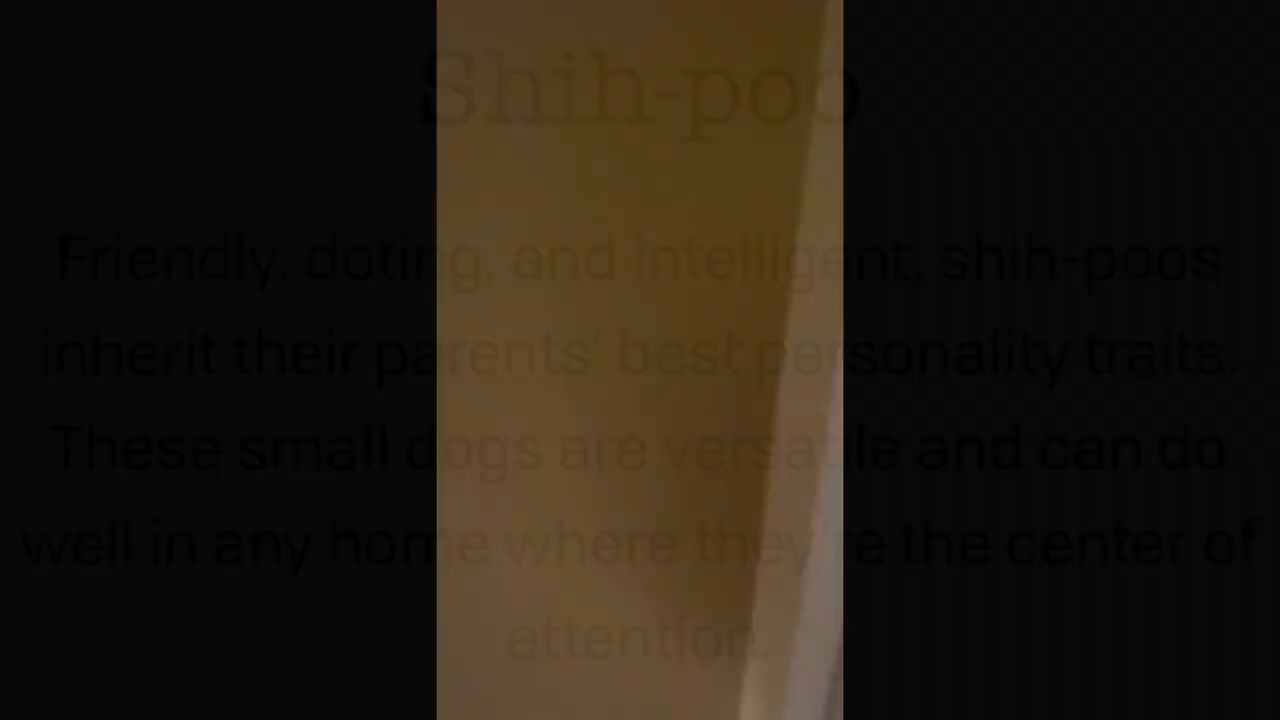 Shih-poo
Friendly, doting, and intelligent, shih-poos
inherit their parents' best personality traits.
These small dogs are versatile and can do
well in any home where they're the center of
attention.